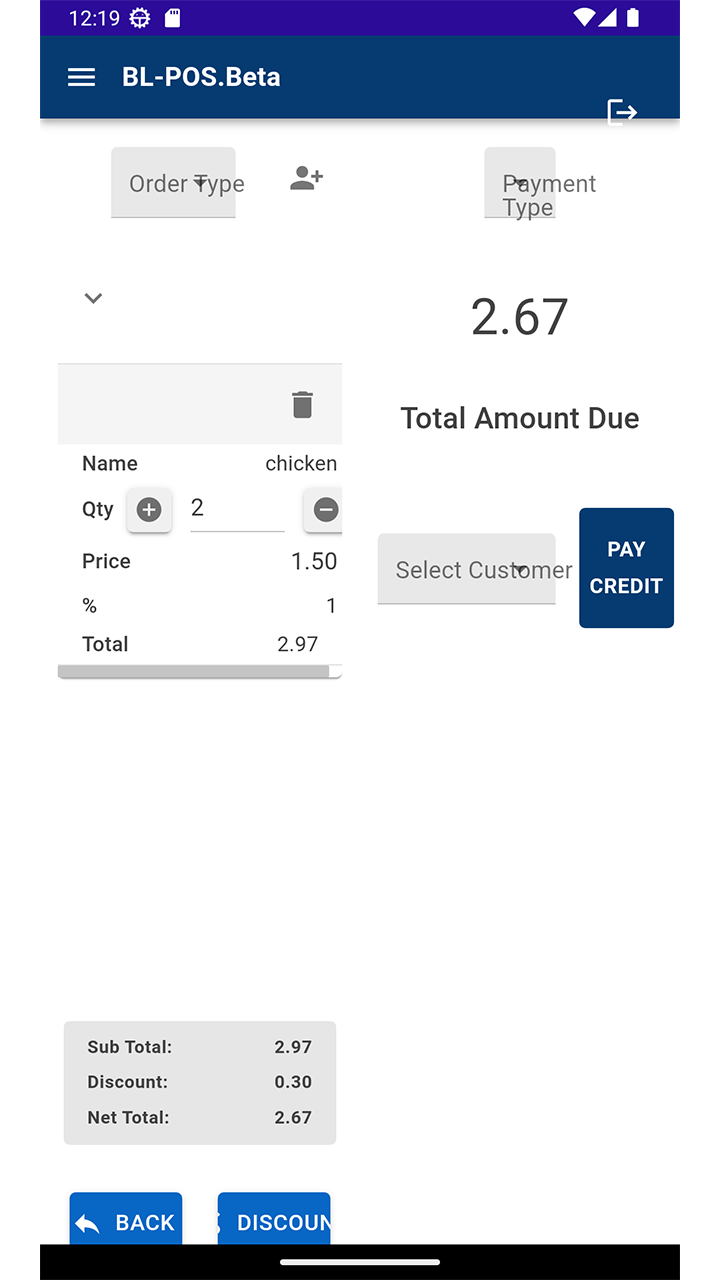 12:19
BL-POS.Beta
Order Type
Payment
Type
2.67
Total Amount Due
Name chicken
Qty 2
Price 1.50
% 1
Total 2.97
Select Customer
PAY
CREDIT
Sub Total: 2.97
Discount: 0.30
Net Total: 2.67
BACK
DISCOUN